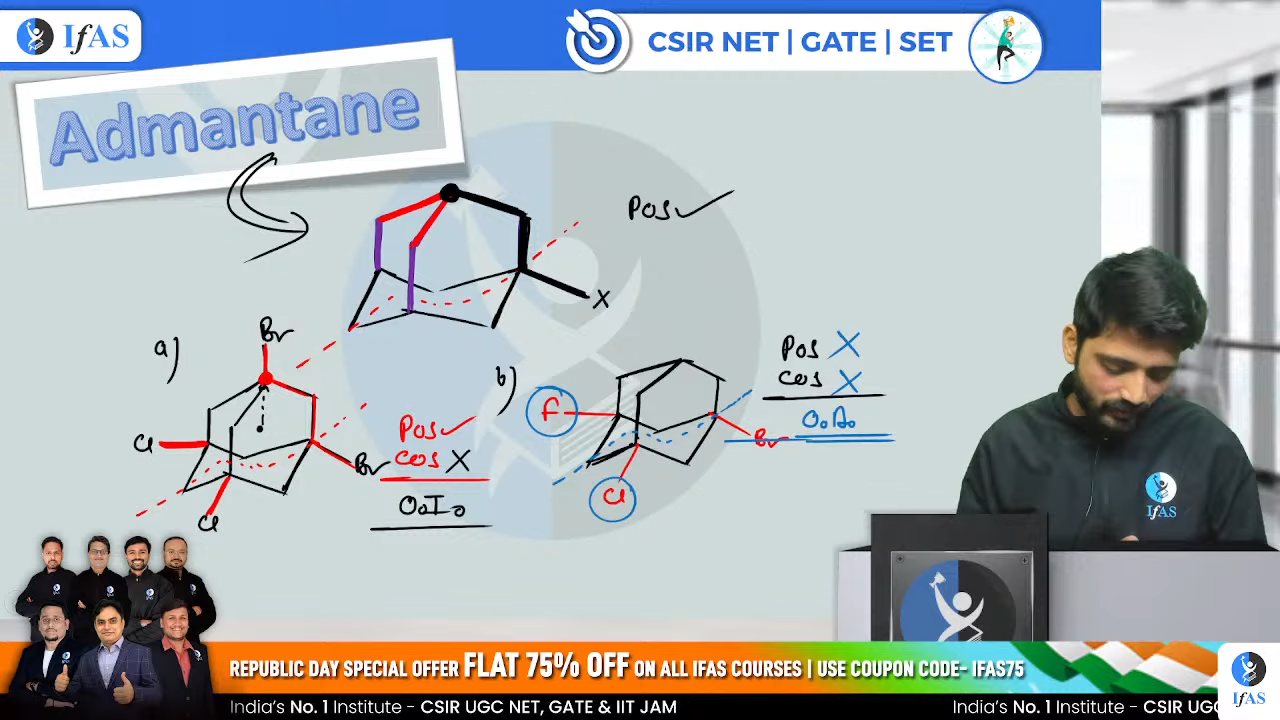 IfAS
CSIR NET | GATE | SET
Admantane
POS ✓
X
a)
Br
Cl
Br
Cl
POS ✓
COS X
O.I.
b)
F
Br
Cl
POS X
COS X
O.A.
IFAS
REPUBLIC DAY SPECIAL OFFER FLAT 75% OFF ON ALL IFAS COURSES | USE COUPON CODE- IFAS75
India's No. 1 Institute - CSIR UGC NET, GATE & IIT JAM
India's No. 1 Institute - CSIR UGC
IfAS